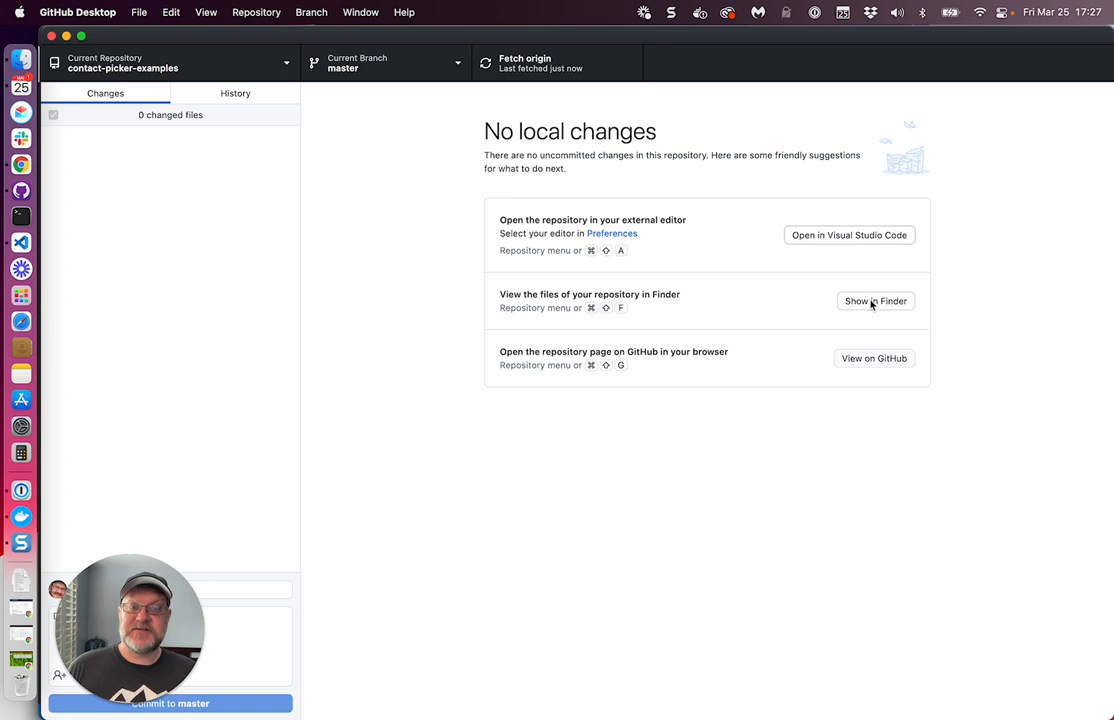 GitHub Desktop File Edit View Repository Branch Window Help 25 Fri Mar 25 17:27
Current Repository
contact-picker-examples
Current Branch
master
Fetch origin
Last fetched just now
Changes History
0 changed files
25
No local changes
There are no uncommitted changes in this repository. Here are some friendly suggestions
for what to do next.
Open the repository in your external editor
Select your editor in Preferences
Repository menu or ⌘ ⇧ A
Open in Visual Studio Code
View the files of your repository in Finder
Repository menu or ⌘ ⇧ F
Show in Finder
Open the repository page on GitHub in your browser
Repository menu or ⌘ ⇧ G
View on GitHub
Commit to master